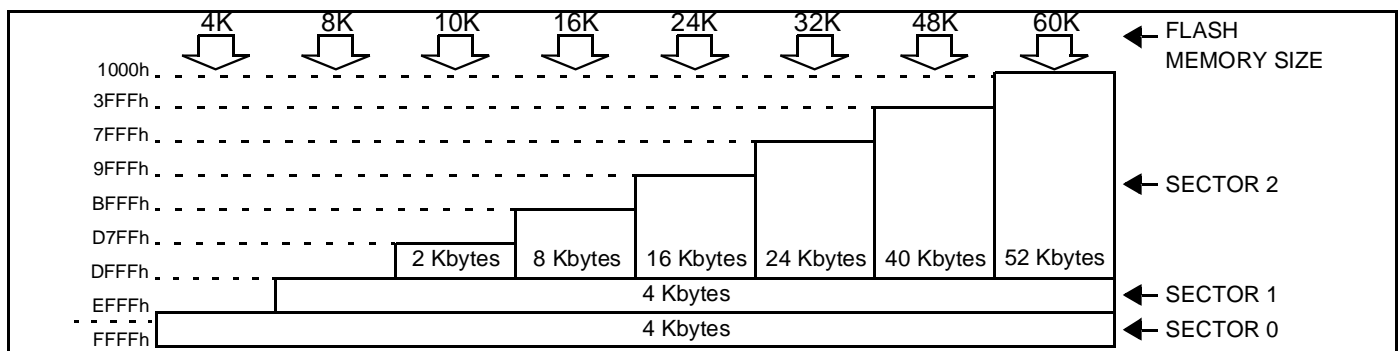 4K 8K 10K 16K 24K 32K 48K 60K FLASH
MEMORY SIZE
1000h
3FFFh
7FFFh
9FFFh
SECTOR 2
BFFFh
D7FFh
2 Kbytes 8 Kbytes 16 Kbytes 24 Kbytes 40 Kbytes 52 Kbytes
DFFFh
4 Kbytes SECTOR 1
EFFFh
4 Kbytes SECTOR 0
FFFFh